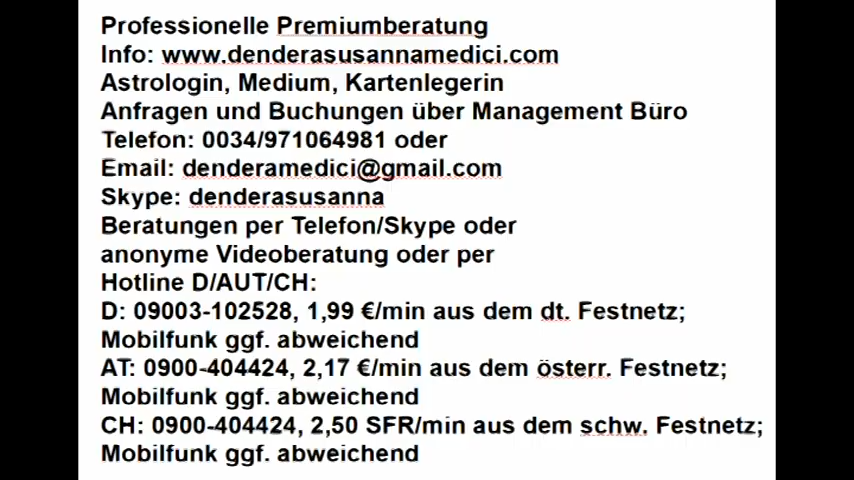 Professionelle Premiumberatung
Info: www.denderasusannamedici.com
Astrologin, Medium, Kartenlegerin
Anfragen und Buchungen über Management Büro
Telefon: 0034/971064981 oder
Email: denderamedici@gmail.com
Skype: denderasusanna
Beratungen per Telefon/Skype oder
anonyme Videoberatung oder per
Hotline D/AUT/CH:
D: 09003-102528, 1,99 €/min aus dem dt. Festnetz;
Mobilfunk ggf. abweichend
AT: 0900-404424, 2,17 €/min aus dem österr. Festnetz;
Mobilfunk ggf. abweichend
CH: 0900-404424, 2,50 SFR/min aus dem schw. Festnetz;
Mobilfunk ggf. abweichend